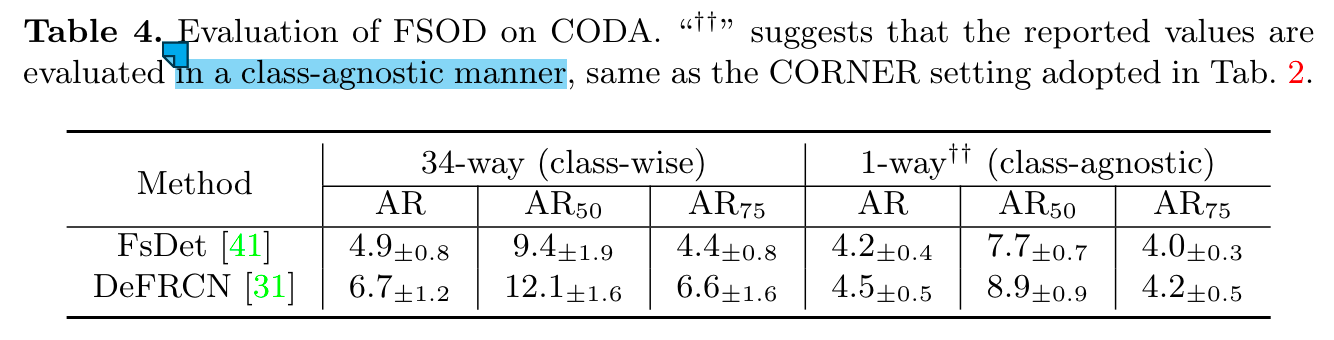 Table 4. Evaluation of FSOD on CODA. “††” suggests that the reported values are
evaluated in a class-agnostic manner, same as the CORNER setting adopted in Tab. 2.
Method 34-way (class-wise) 1-way†† (class-agnostic)
AR AR50 AR75 AR AR50 AR75
FsDet [41] 4.9±0.8 9.4±1.9 4.4±0.8 4.2±0.4 7.7±0.7 4.0±0.3
DeFRCN [31] 6.7±1.2 12.1±1.6 6.6±1.6 4.5±0.5 8.9±0.9 4.2±0.5